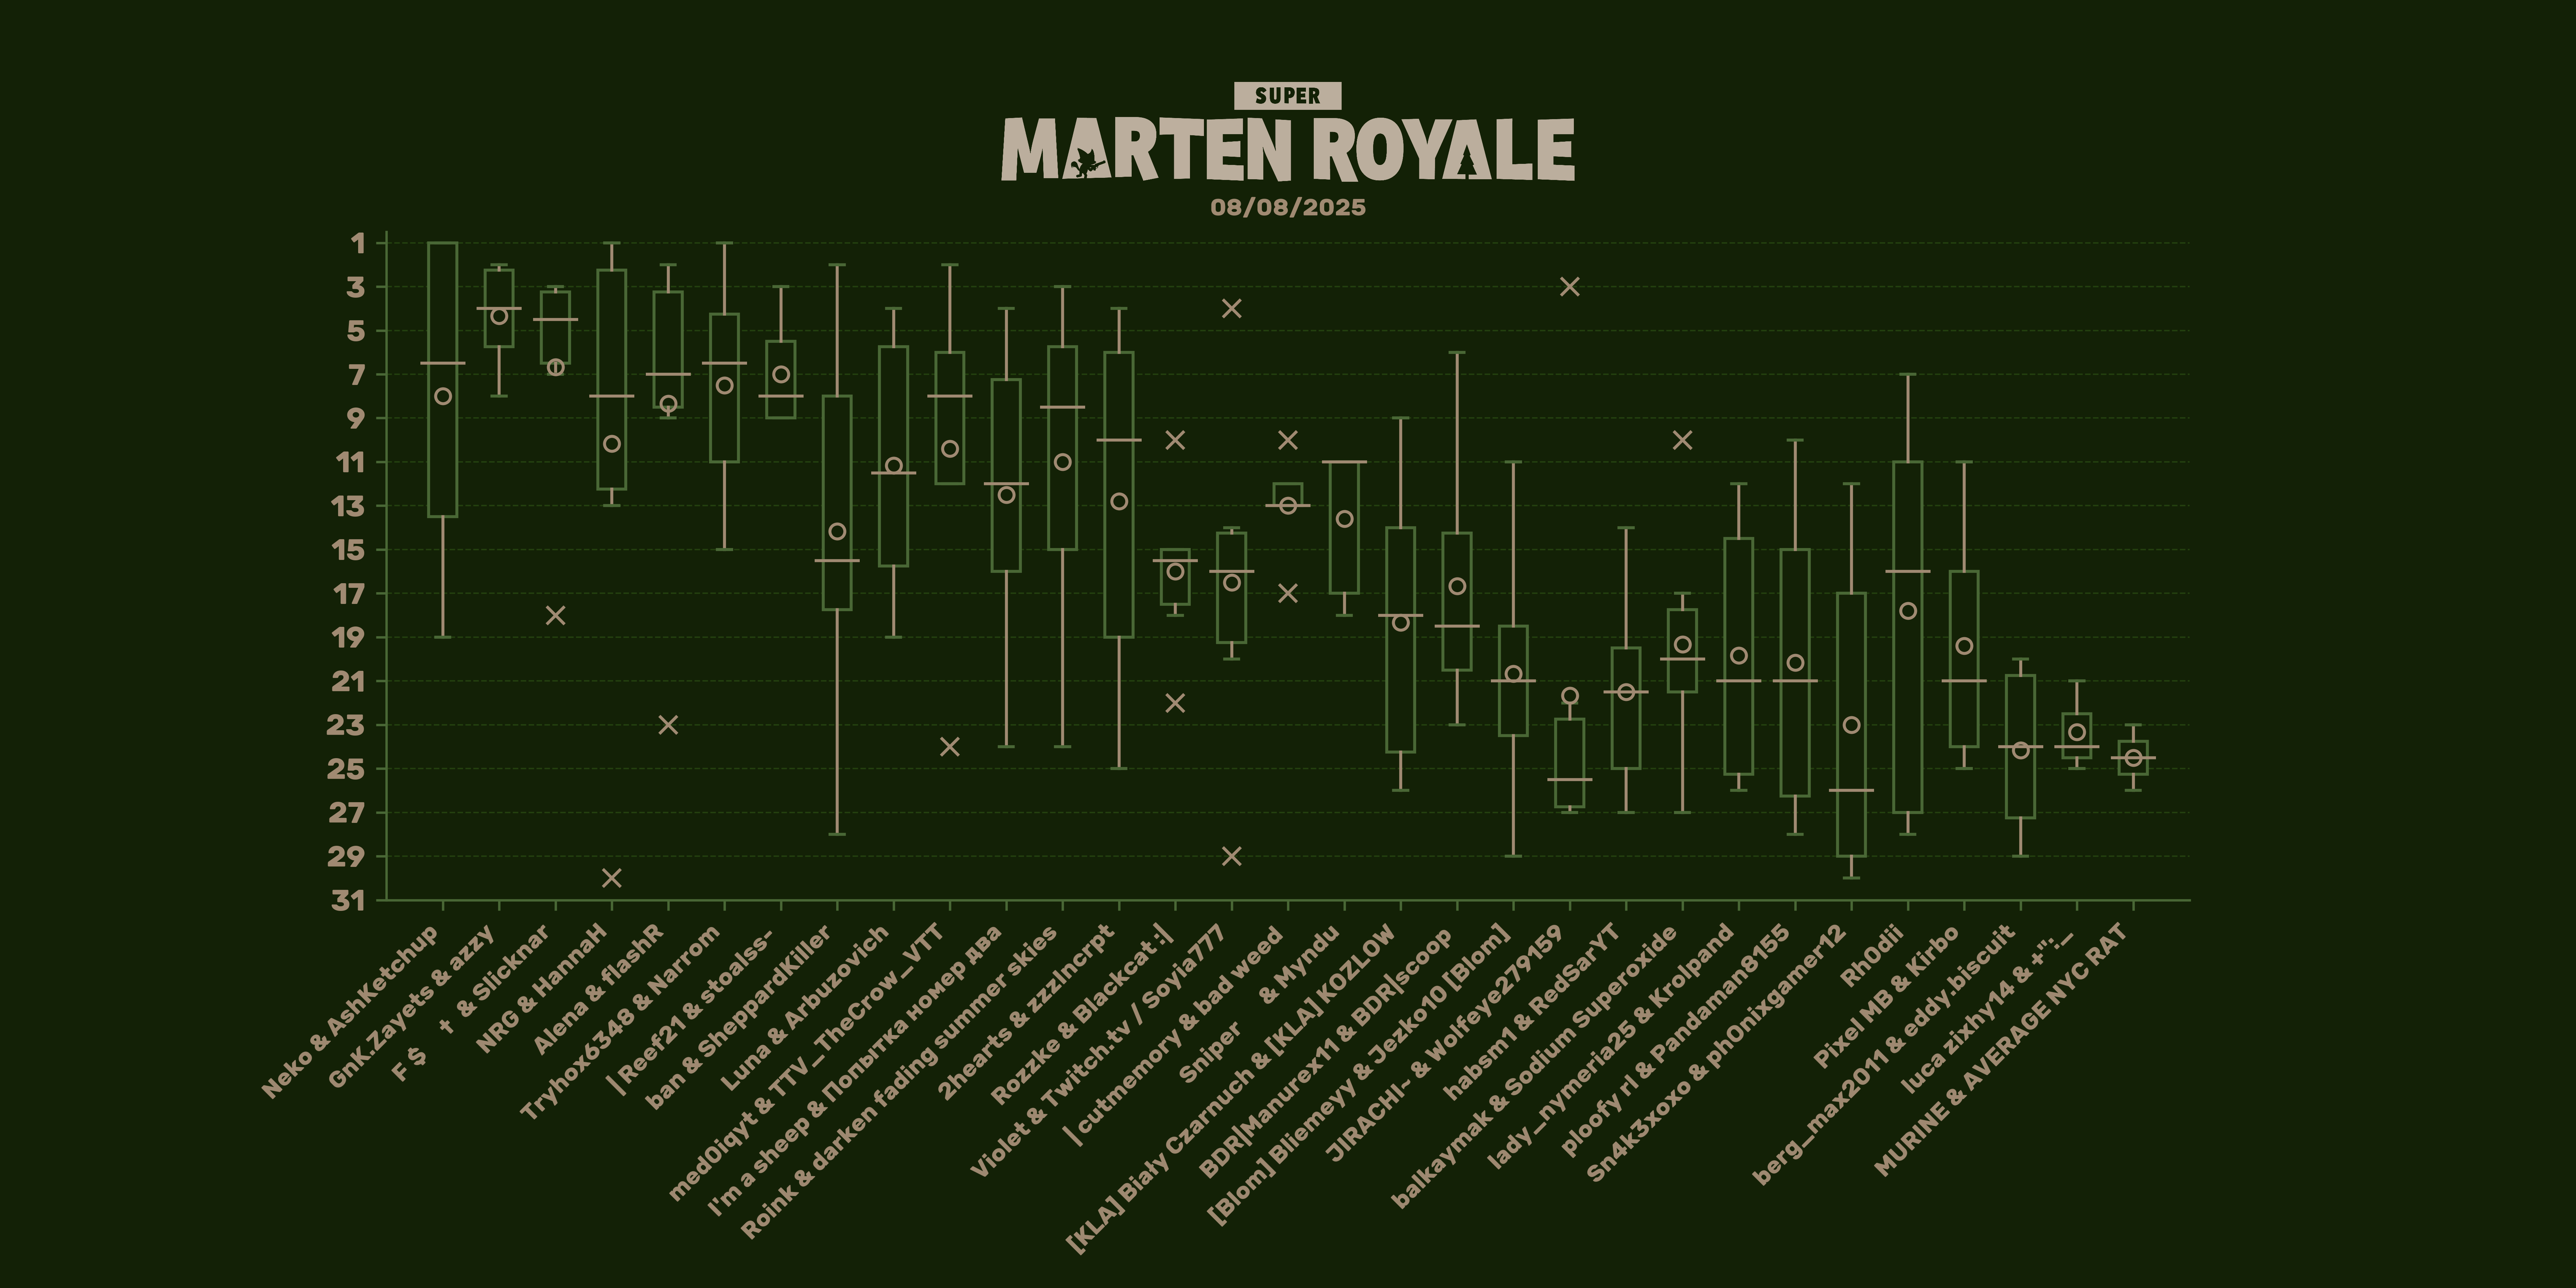 SUPER
MARTEN ROYALE
08/08/2025
1
3
5
7
9
11
13
15
17
19
21
23
25
27
29
31
Neko & AshKetchup
GnK.Zayets & azzy
F $ † & Slicknar
NRG & HannaH
Alena & flashR
Tryhox6348 & Narrom
|Reef21 & stoalss-
ban & SheppardKiller
Luna & Arbuzovich
med0iqyt & TTV_TheCrow_VTT
I'm a sheep & Попытка номер два
Roink & darken fading summer skies
2hearts & zzzIncrpt
Rozzke & Blackcat:]
Violet & Twitch.tv / Soyia777
| cutmemory & bad weed
Sniper & Myndu
[KLA] Biały Czarnuch & [KLA] KOZLOW
BDR|Manurex11 & BDR|scoop
[Blom] Bliemeyy & Jezko10 [Blom]
JIRACHI~ & Wolfeye279159
habsm1 & RedSarYT
balkaymak & Sodium Superoxide
lady_nymeria25 & Krolpand
ploofy rl & Pandaman8155
Sn4k3xoxo & ph0nixgamer12
Rh0dii
Pixel MB & Kirbo
berg_max2011 & eddy.biscuit
luca zixhy14 & +";_
MURINE & AVERAGE NYC RAT